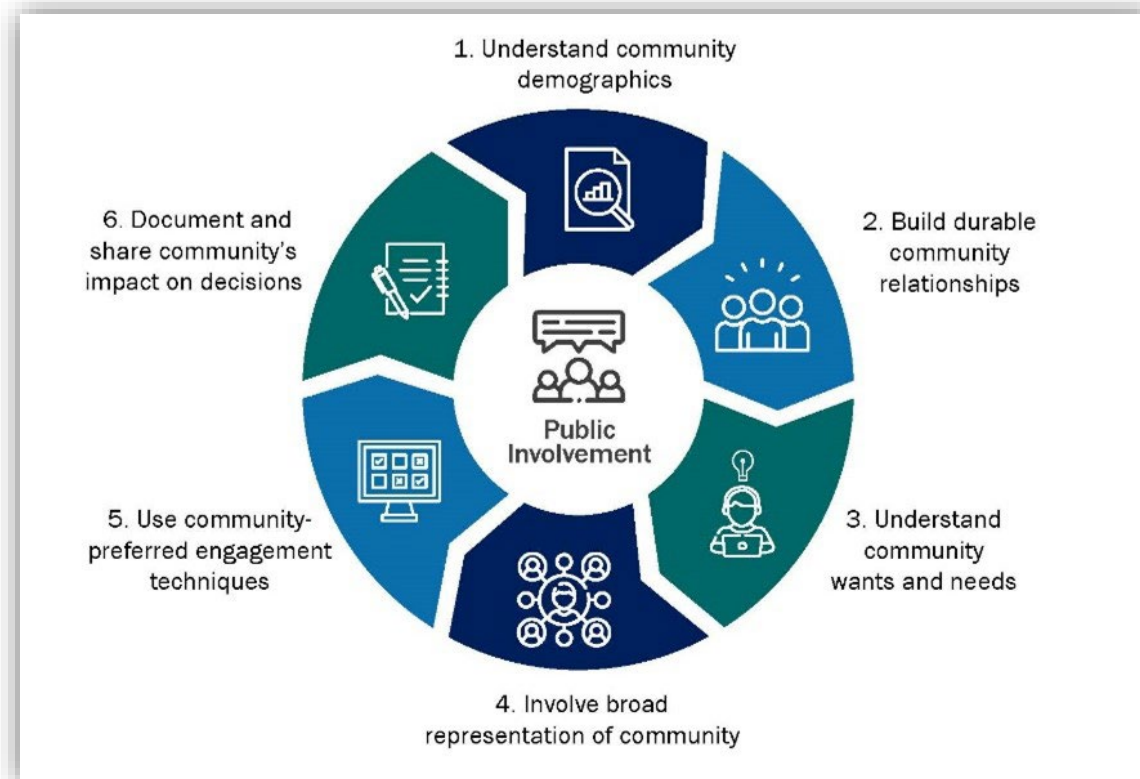 1. Understand community
demographics
2. Build durable
community
relationships
3. Understand
community
wants and needs
4. Involve broad
representation of community
5. Use community-
preferred engagement
techniques
6. Document and
share community’s
impact on decisions
Public
Involvement